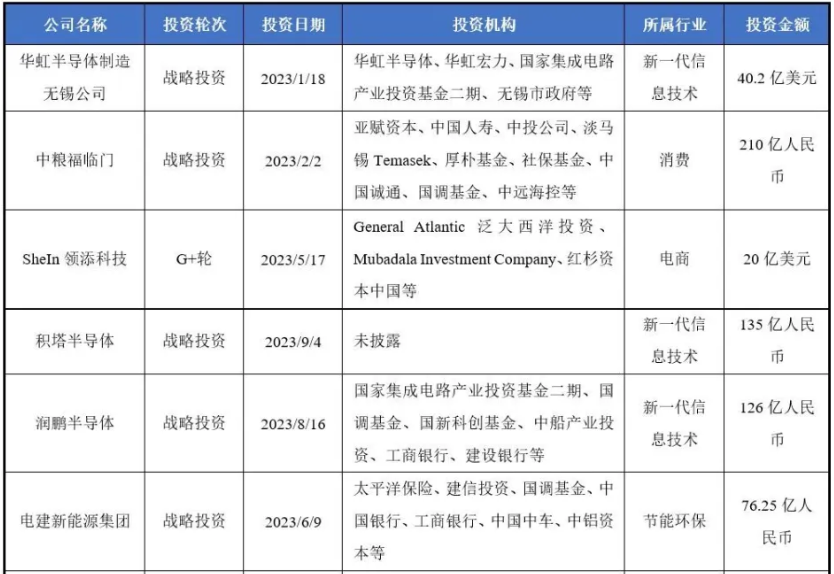 公司名称 投资轮次 投资日期 投资机构 所属行业 投资金额
华虹半导体制造
无锡公司
战略投资
2023/1/18
华虹半导体、华虹宏力、国家集成电路
产业投资基金二期、无锡市政府等
新一代信
息技术
40.2 亿美元
中粮福临门
战略投资
2023/2/2
亚赋资本、中国人寿、中投公司、淡马
锡 Temasek、厚朴基金、社保基金、中
国诚通、国调基金、中远海控等
消费
210 亿人民
币
SheIn 领添科技
G+轮
2023/5/17
General Atlantic 泛大西洋投资、
Mubadala Investment Company、红杉资
本中国等
电商
20 亿美元
积塔半导体
战略投资
2023/9/4
未披露
新一代信
息技术
135 亿人民
币
润鹏半导体
战略投资
2023/8/16
国家集成电路产业投资基金二期、国
调基金、国新科创基金、中船产业投
资、工商银行、建设银行等
新一代信
息技术
126 亿人民
币
电建新能源集团
战略投资
2023/6/9
太平洋保险、建信投资、国调基金、中
国银行、工商银行、中国中车、中铝资
本等
节能环保
76.25 亿人
民币